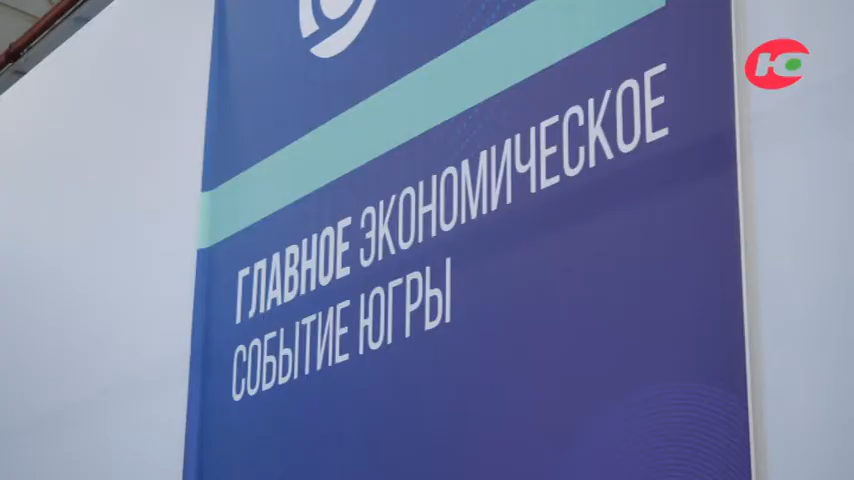 ГЛАВНОЕ ЭКОНОМИЧЕСКОЕ
СОБЫТИЕ ЮГРЫ
Ю